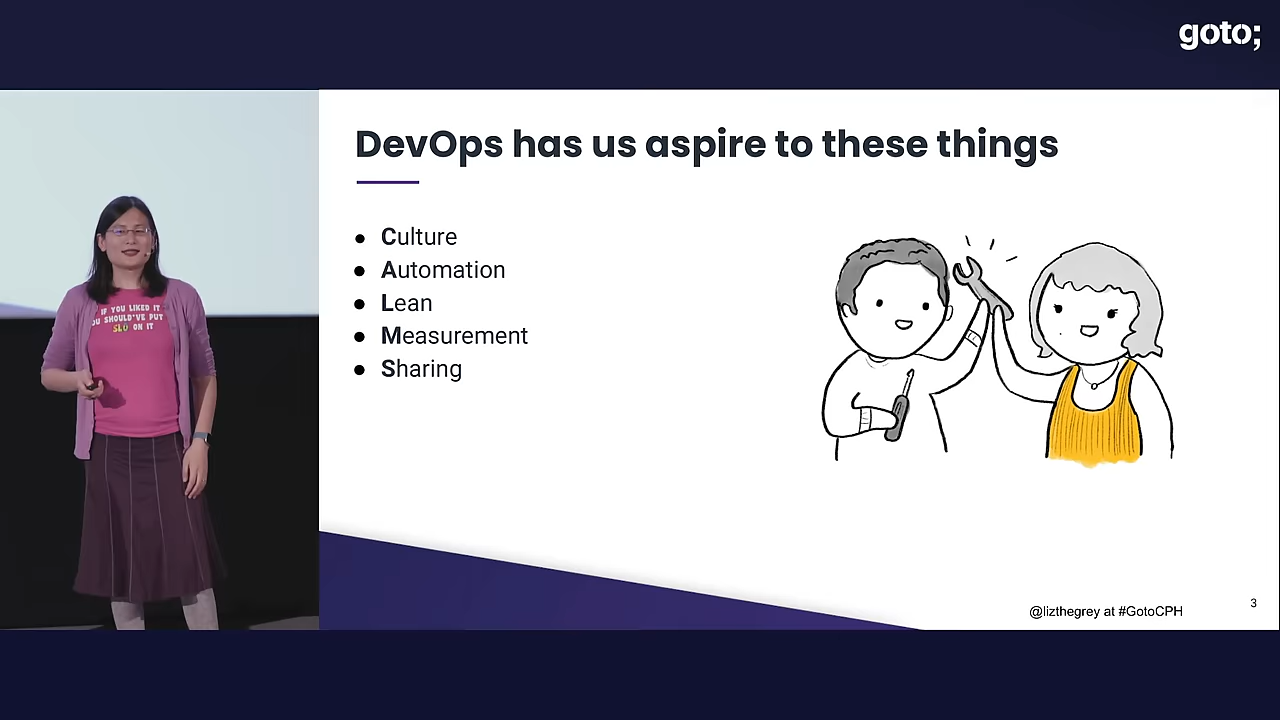 goto;
DevOps has us aspire to these things
● Culture
● Automation
● Lean
● Measurement
● Sharing
IF YOU LIKED IT
YOU SHOULD'VE PUT
SLO ON IT
@lizthegrey at #GotoCPH
3